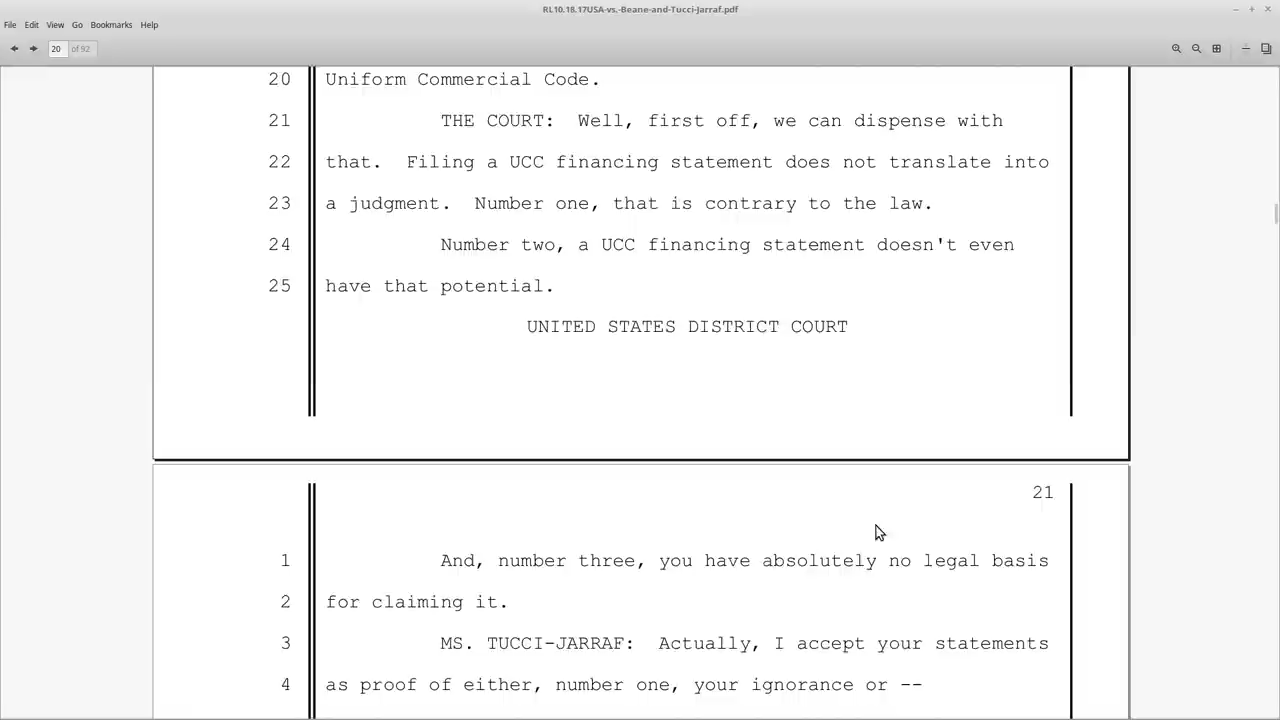 RL10.18.17USA-vs.-Beane-and-Tucci-Jarraf.pdf
File Edit View Go Bookmarks Help
20 of 92
20 Uniform Commercial Code.
21 THE COURT: Well, first off, we can dispense with
22 that. Filing a UCC financing statement does not translate into
23 a judgment. Number one, that is contrary to the law.
24 Number two, a UCC financing statement doesn't even
25 have that potential.
UNITED STATES DISTRICT COURT
21
1 And, number three, you have absolutely no legal basis
2 for claiming it.
3 MS. TUCCI-JARRAF: Actually, I accept your statements
4 as proof of either, number one, your ignorance or --